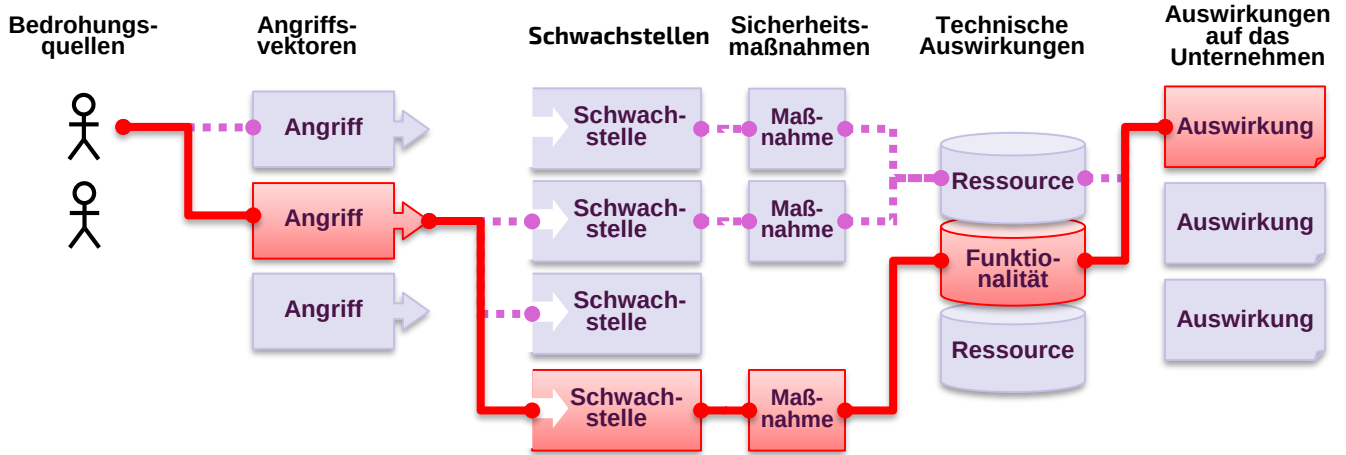 Bedrohungs-
quellen
Angriffs-
vektoren
Schwachstellen
Sicherheits-
maßnahmen
Technische
Auswirkungen
Auswirkungen
auf das
Unternehmen
Angriff
Angriff
Angriff
Schwach-
stelle
Schwach-
stelle
Schwach-
stelle
Schwach-
stelle
Maß-
nahme
Maß-
nahme
Maß-
nahme
Ressource
Funktio-
nalität
Ressource
Auswirkung
Auswirkung
Auswirkung